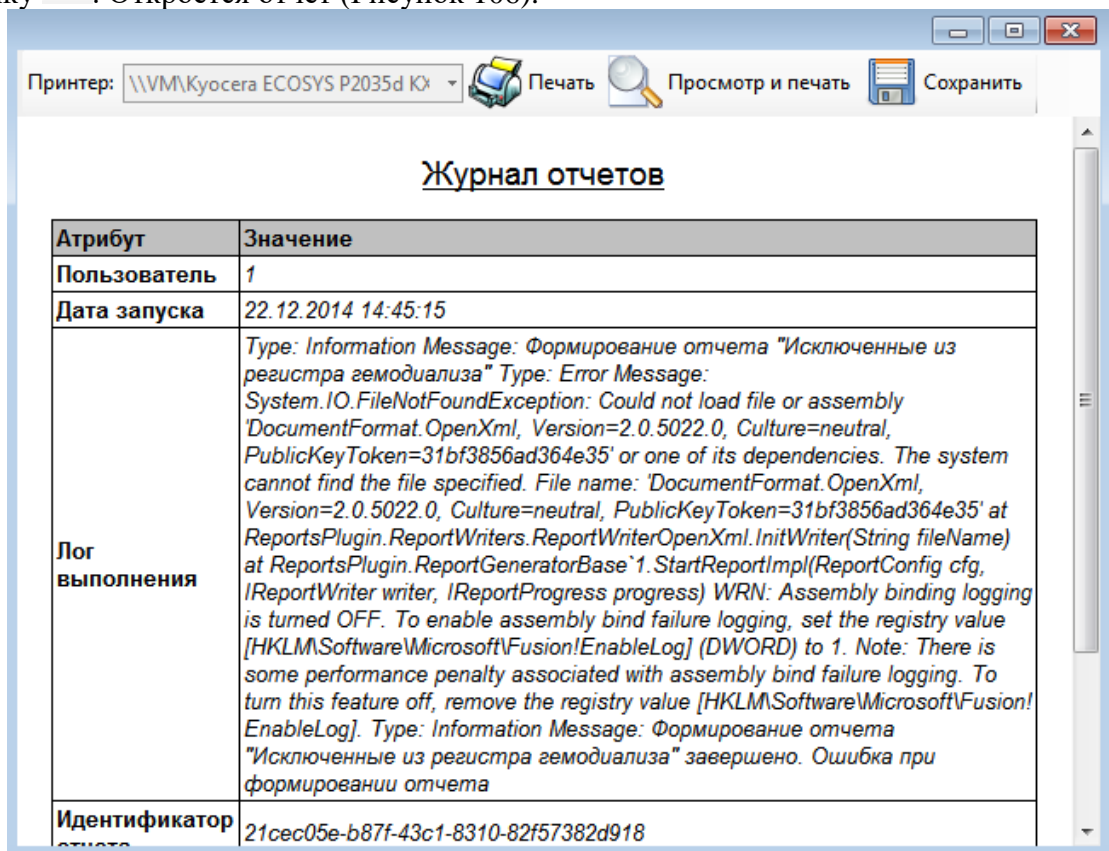 Откроется отчет (Рисунок
Принтер: \\VM\Kyocera ECOSYS P2035d KX Печать Просмотр и печать Сохранить
Журнал отчетов
Атрибут Значение
Пользователь 1
Дата запуска 22.12.2014 14:45:15
Лог выполнения
Type: Information Message: Формирование отчета "Исключенные из
регистра гемодиализа" Type: Error Message:
System.IO.FileNotFoundException: Could not load file or assembly
'DocumentFormat.OpenXml, Version=2.0.5022.0, Culture=neutral,
PublicKeyToken=31bf3856ad364e35' or one of its dependencies. The system
cannot find the file specified. File name: 'DocumentFormat.OpenXml,
Version=2.0.5022.0, Culture=neutral, PublicKeyToken=31bf3856ad364e35' at
ReportsPlugin.ReportWriters.ReportWriterOpenXml.InitWriter(String fileName)
at ReportsPlugin.ReportGeneratorBase`1.StartReportImpl(ReportConfig cfg,
IReportWriter writer, IReportProgress progress) WRN: Assembly binding logging
is turned OFF. To enable assembly bind failure logging, set the registry value
[HKLM\Software\Microsoft\Fusion!EnableLog] (DWORD) to 1. Note: There is
some performance penalty associated with assembly bind failure logging. To
turn this feature off, remove the registry value [HKLM\Software\Microsoft\Fusion!
EnableLog]. Type: Information Message: Формирование отчета
"Исключенные из регистра гемодиализа" завершено. Ошибка при
формировании отчета
Идентификатор 21cec05e-b87f-43c1-8310-82f57382d918
отчета